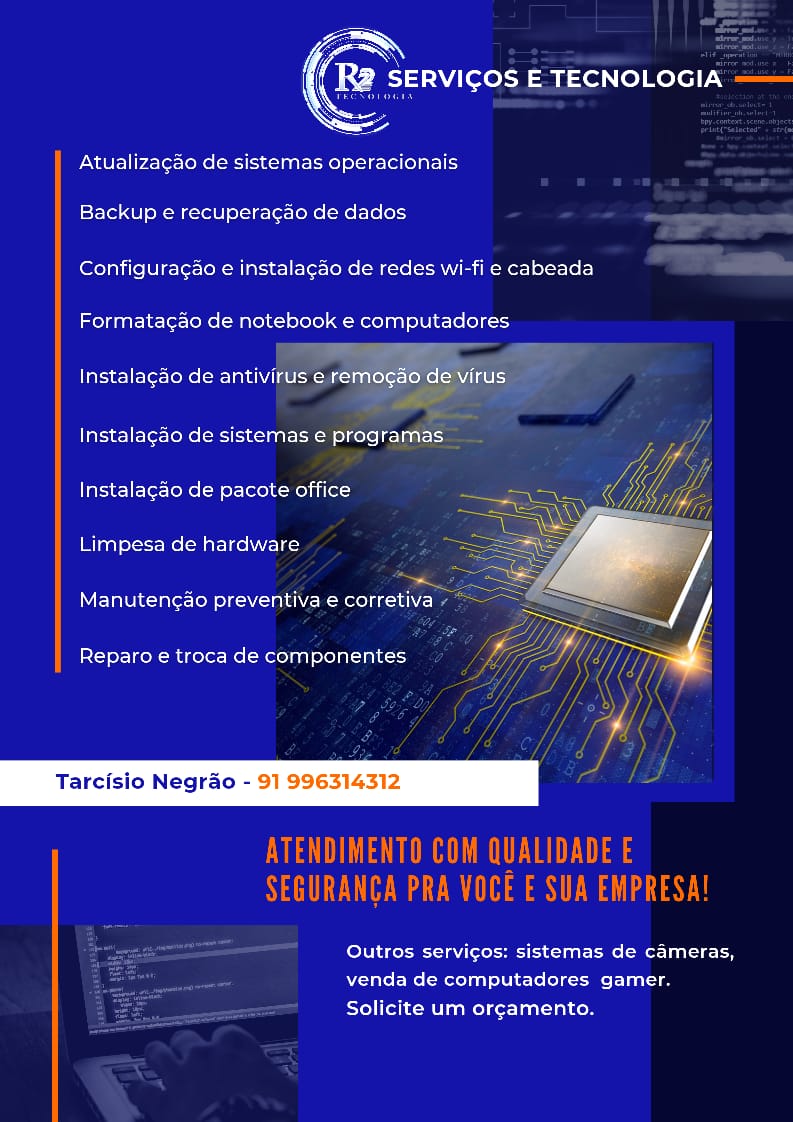 R2
TECNOLOGIA
SERVIÇOS E TECNOLOGIA
Atualização de sistemas operacionais
Backup e recuperação de dados
Configuração e instalação de redes wi-fi e cabeada
Formatação de notebook e computadores
Instalação de antivírus e remoção de vírus
Instalação de sistemas e programas
Instalação de pacote office
Limpesa de hardware
Manutenção preventiva e corretiva
Reparo e troca de componentes
Tarcísio Negrão - 91 996314312
ATENDIMENTO COM QUALIDADE E
SEGURANÇA PRA VOCÊ E SUA EMPRESA!
Outros serviços: sistemas de câmeras,
venda de computadores gamer.
Solicite um orçamento.